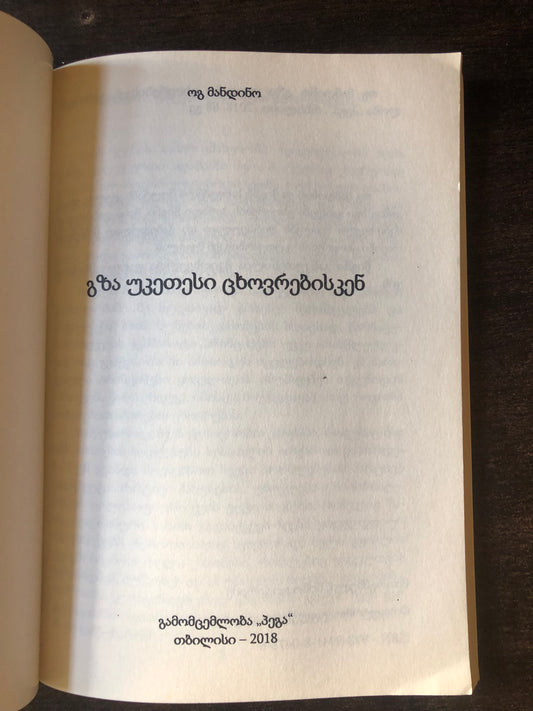 ოგ მანდინო
გზა უკეთესი ცხოვრებისკენ
გამომცემლობა „პეგა“
თბილისი – 2018